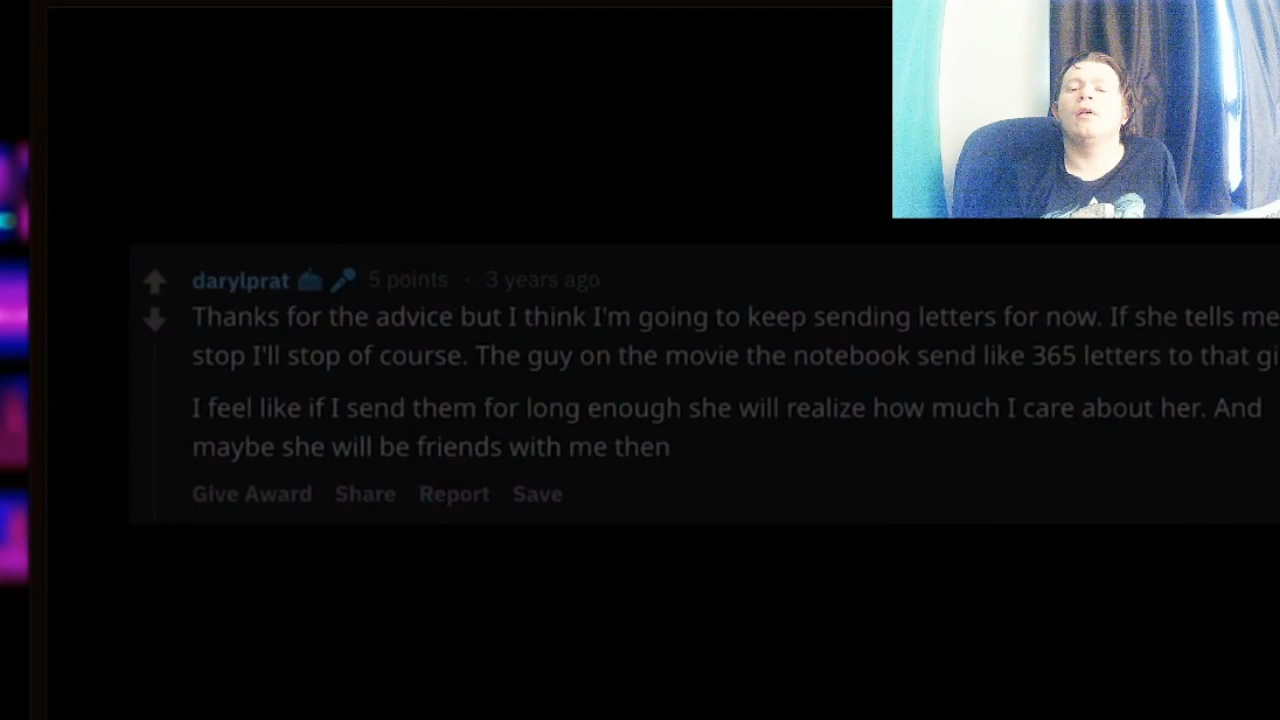 darylprat 5 points · 3 years ago
Thanks for the advice but I think I'm going to keep sending letters for now. If she tells me
stop I'll stop of course. The guy on the movie the notebook send like 365 letters to that gi
I feel like if I send them for long enough she will realize how much I care about her. And
maybe she will be friends with me then
Give Award Share Report Save